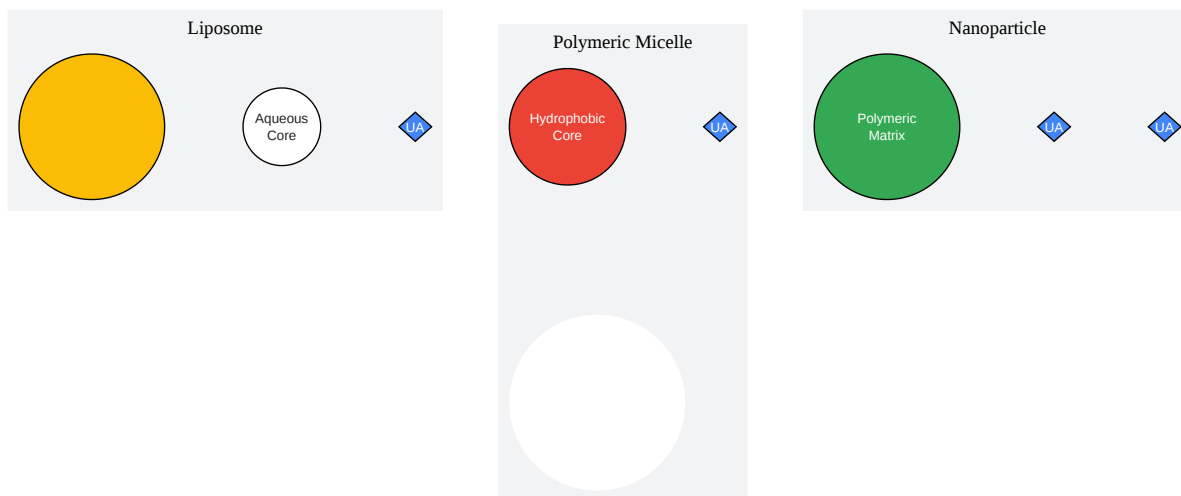 Liposome
Aqueous
Core
UA
Polymeric Micelle
Hydrophobic
Core
UA
Nanoparticle
Polymeric
Matrix
UA
UA